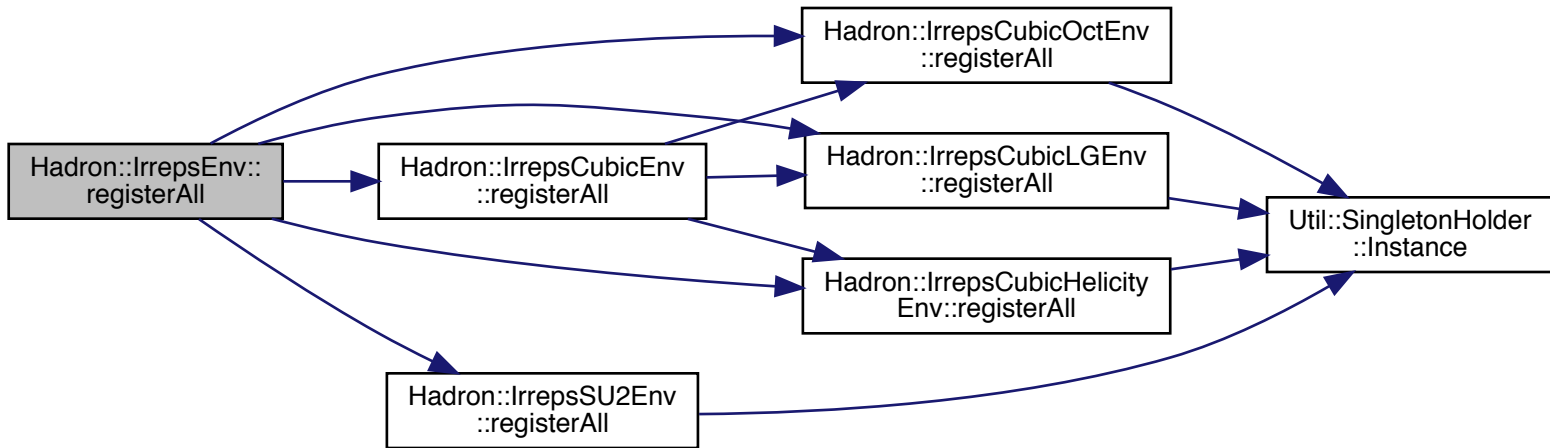 Hadron::IrrepsEnv::
registerAll
Hadron::IrrepsCubicEnv
::registerAll
Hadron::IrrepsSU2Env
::registerAll
Hadron::IrrepsCubicOctEnv
::registerAll
Hadron::IrrepsCubicLGEnv
::registerAll
Hadron::IrrepsCubicHelicity
Env::registerAll
Util::SingletonHolder
::Instance